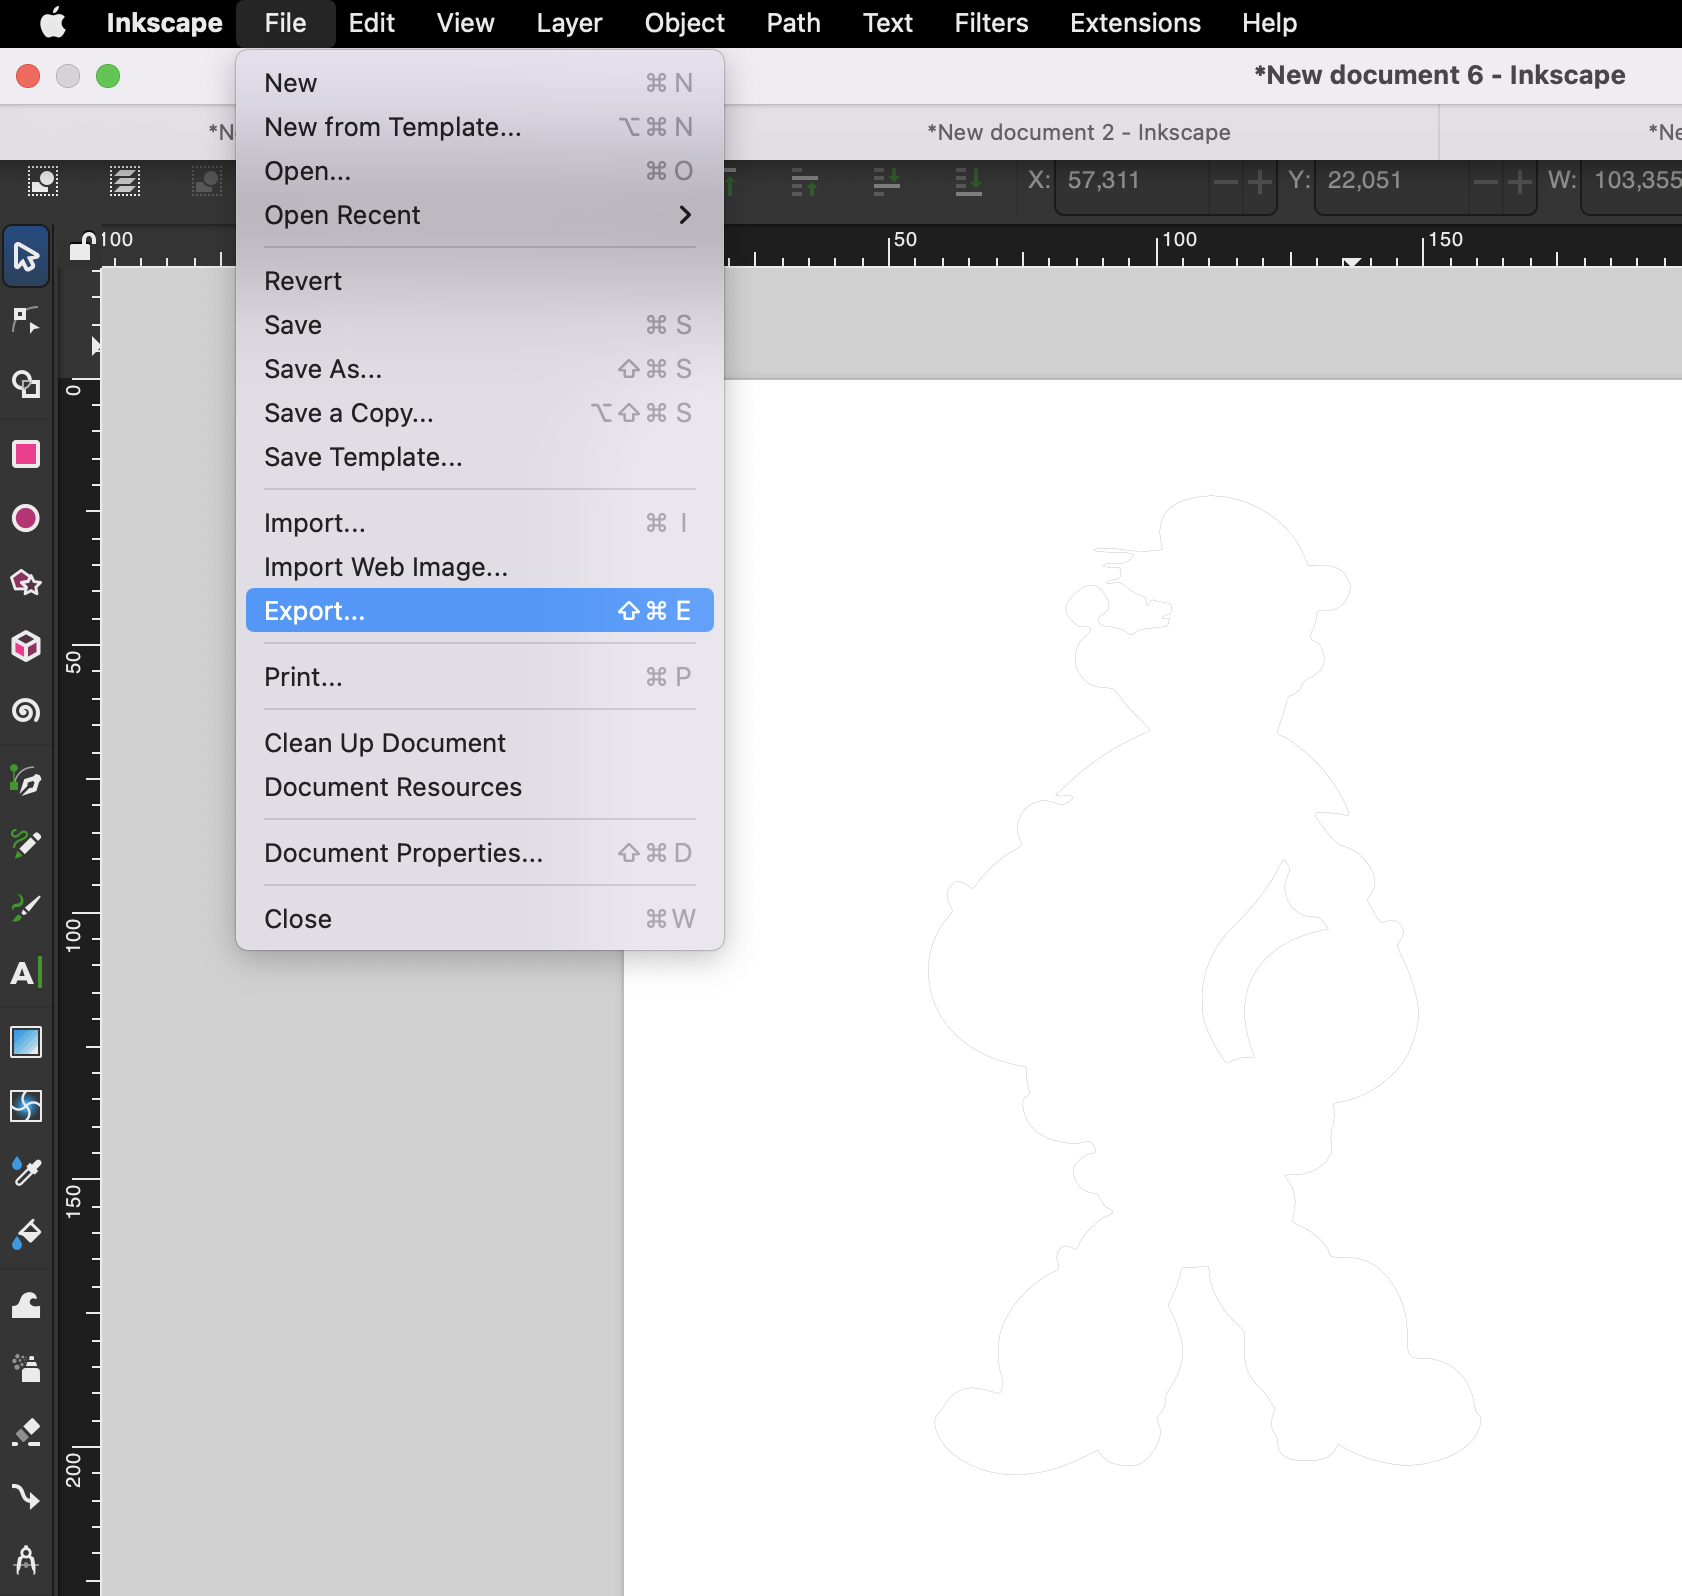 Inkscape File Edit View Layer Object Path Text Filters Extensions Help
*New document 6 - Inkscape
*N *New document 2 - Inkscape *Ne
X: 57,311 Y: 22,051 W: 103,355
100 50 100 150
New ⌘ N
New from Template... ⌥ ⌘ N
Open... ⌘ O
Open Recent
Revert
Save ⌘ S
Save As... ⇧ ⌘ S
Save a Copy... ⌥ ⇧ ⌘ S
Save Template...
Import... ⌘ I
Import Web Image...
Export... ⇧ ⌘ E
Print... ⌘ P
Clean Up Document
Document Resources
Document Properties... ⇧ ⌘ D
Close ⌘ W
0
50
100
150
200
A